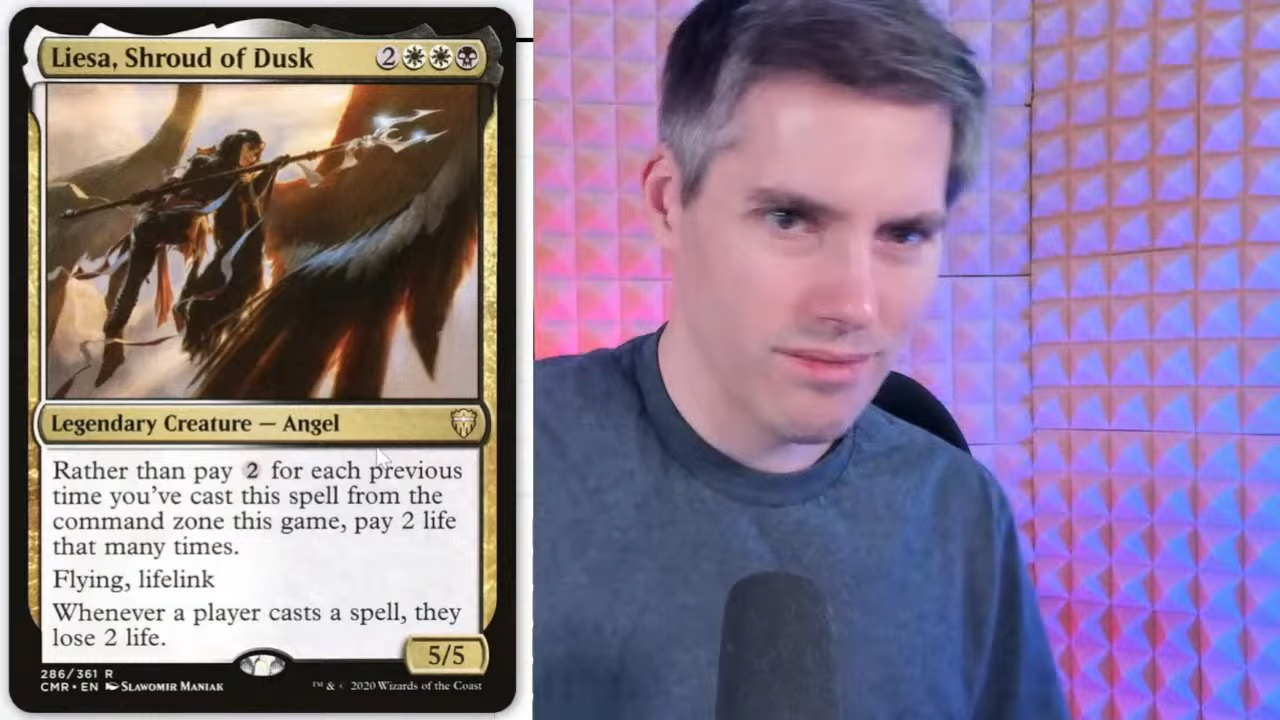 Liesa, Shroud of Dusk 2
Legendary Creature — Angel
Rather than pay 2 for each previous
time you've cast this spell from the
command zone this game, pay 2 life
that many times.
Flying, lifelink
Whenever a player casts a spell, they
lose 2 life.
5/5
286/361 R
CMR • EN Slawomir Maniak
™ & © 2020 Wizards of the Coast